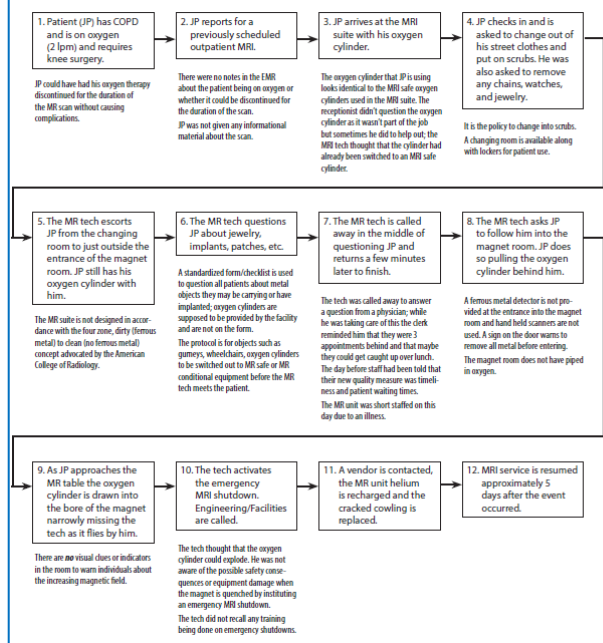 1. Patient (JP) has COPD
and is on oxygen
(2 lpm) and requires
knee surgery.
JP could have had his oxygen therapy
discontinued for the duration of
the MR scan without causing
complications.
2. JP reports for a
previously scheduled
outpatient MRI.
There were no notes in the EMR
about the patient being on oxygen or
whether it could be discontinued for
the duration of the scan.
JP was not given any informational
material about the scan.
3. JP arrives at the MRI
suite with his oxygen
cylinder.
The oxygen cylinder that JP is using
looks identical to the MRI safe oxygen
cylinders used in the MRI suite. The
receptionist didn't question the oxygen
cylinder as it wasn't part of the job
but sometimes he did to help out; the
MRI tech thought that the cylinder had
already been switched to an MRI safe
cylinder.
4. JP checks in and is
asked to change out of
his street clothes and
put on scrubs. He was
also asked to remove
any chains, watches,
and jewelry.
It is the policy to change into scrubs.
A changing room is available along
with lockers for patient use.
5. The MR tech escorts
JP from the changing
room to just outside the
entrance of the magnet
room. JP still has his
oxygen cylinder with
him.
The MR suite is not designed in accor-
dance with the four zone, dirty (ferrous
metal) to clean (no ferrous metal)
concept advocated by the American
College of Radiology.
6. The MR tech questions
JP about jewelry,
implants, patches, etc.
A standardized form/checklist is used
to question all patients about metal
objects they may be carrying or have
implanted; oxygen cylinders are
supposed to be provided by the facility
and are not on the form.
The protocol is for objects such as
gurneys, wheelchairs, oxygen cylinders
to be switched out to MR safe or MR
conditional equipment before the MR
tech meets the patient.
7. The MR tech is called
away in the middle of
questioning JP and
returns a few minutes
later to finish.
The tech was called away to answer
a question from a physician; while
he was taking care of this the clerk
reminded him that they were 3
appointments behind and that maybe
they could get caught up over lunch.
The day before staff had been told that
their new quality measure was timeli-
ness and patient waiting times.
The MR unit was short staffed on this
day due to an illness.
8. The MR tech asks JP
to follow him into the
magnet room. JP does
so pulling the oxygen
cylinder behind him.
A ferrous metal detector is not pro-
vided at the entrance into the magnet
room and hand held scanners are not
used. A sign on the door warns to
remove all metal before entering.
The magnet room does not have piped
in oxygen.
9. As JP approaches the
MR table the oxygen
cylinder is drawn into
the bore of the magnet
narrowly missing the
tech as it flies by him.
There are no visual clues or indicators
in the room to warn individuals about
the increasing magnetic field.
10. The tech activates
the emergency
MRI shutdown.
Engineering/Facilities
are called.
The tech thought that the oxygen
cylinder could explode. He was not
aware of the possible safety conse-
quences or equipment damage when
the magnet is quenched by instituting
an emergency MRI shutdown.
The tech did not recall any training
being done on emergency shutdowns.
11. A vendor is contacted,
the MR unit helium
is recharged and the
cracked cowling is
replaced.
12. MRI service is resumed
approximately 5
days after the event
occurred.